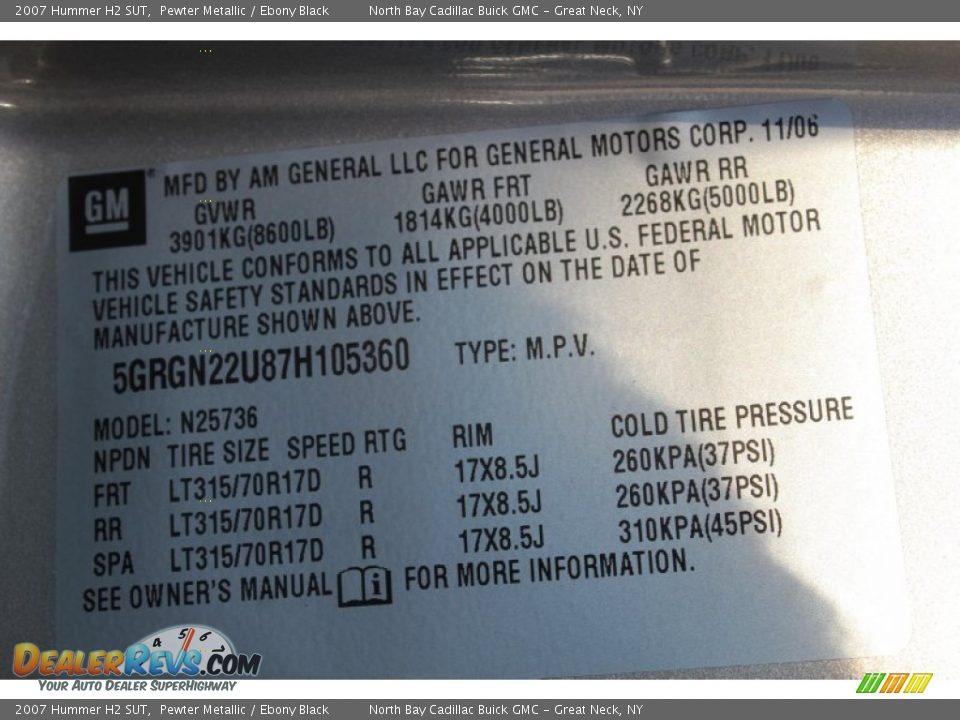 2007 Hummer H2 SUT, Pewter Metallic / Ebony Black North Bay Cadillac Buick GMC - Great Neck, NY
GM
MFD BY AM GENERAL LLC FOR GENERAL MOTORS CORP. 11/06
GVWR GAWR FRT GAWR RR
3901KG(8600LB) 1814KG(4000LB) 2268KG(5000LB)
THIS VEHICLE CONFORMS TO ALL APPLICABLE U.S. FEDERAL MOTOR
VEHICLE SAFETY STANDARDS IN EFFECT ON THE DATE OF
MANUFACTURE SHOWN ABOVE.
5GRGN22U87H105360 TYPE: M.P.V.
MODEL: N25736
NPDN TIRE SIZE SPEED RTG RIM COLD TIRE PRESSURE
FRT LT315/70R17D R 17X8.5J 260KPA(37PSI)
RR LT315/70R17D R 17X8.5J 260KPA(37PSI)
SPA LT315/70R17D R 17X8.5J 310KPA(45PSI)
SEE OWNER'S MANUAL i FOR MORE INFORMATION.
4 5 6
DEALERREVS.COM
YOUR AUTO DEALER SUPERHIGHWAY
2007 Hummer H2 SUT, Pewter Metallic / Ebony Black North Bay Cadillac Buick GMC - Great Neck, NY